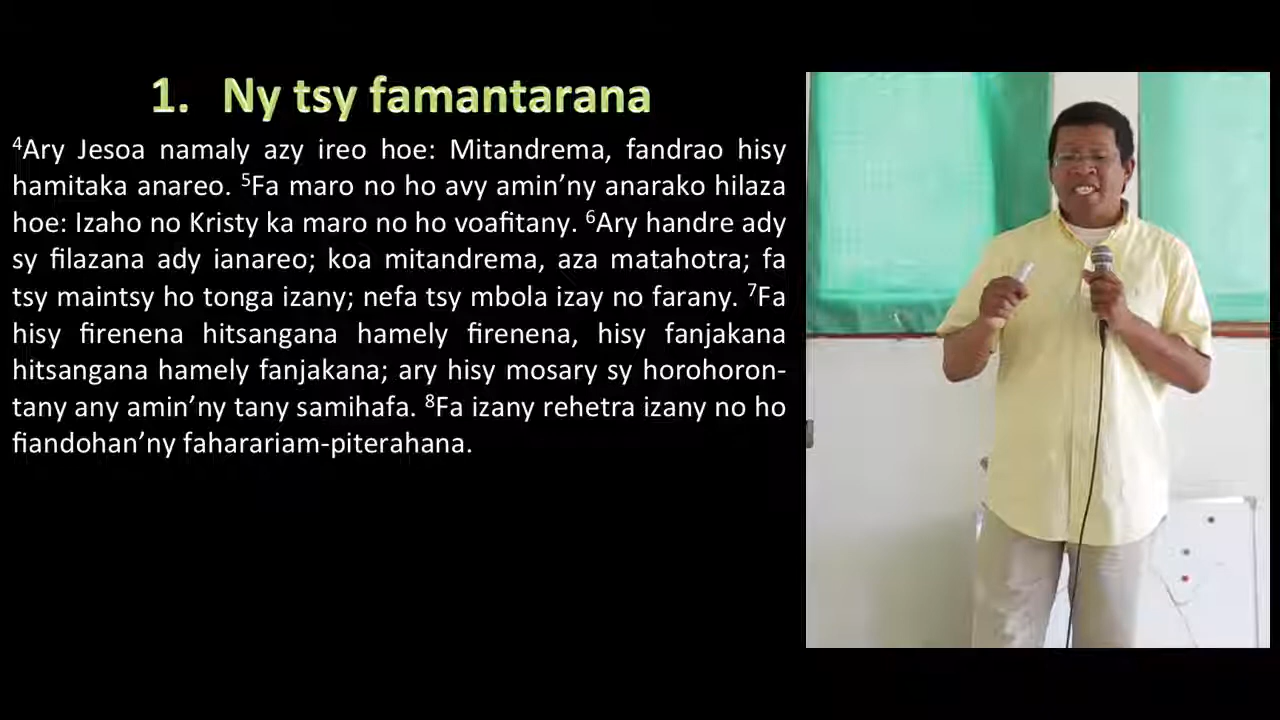 1. Ny tsy famantarana
⁴Ary Jesoa namaly azy ireo hoe: Mitandrema, fandrao hisy
hamitaka anareo. ⁵Fa maro no ho avy amin’ny anarako hilaza
hoe: Izaho no Kristy ka maro no ho voafitany. ⁶Ary handre ady
sy filazana ady ianareo; koa mitandrema, aza matahotra; fa
tsy maintsy ho tonga izany; nefa tsy mbola izay no farany. ⁷Fa
hisy firenena hitsangana hamely firenena, hisy fanjakana
hitsangana hamely fanjakana; ary hisy mosary sy horohoron-
tany any amin’ny tany samihafa. ⁸Fa izany rehetra izany no ho
fiandohan’ny faharariam-piterahana.